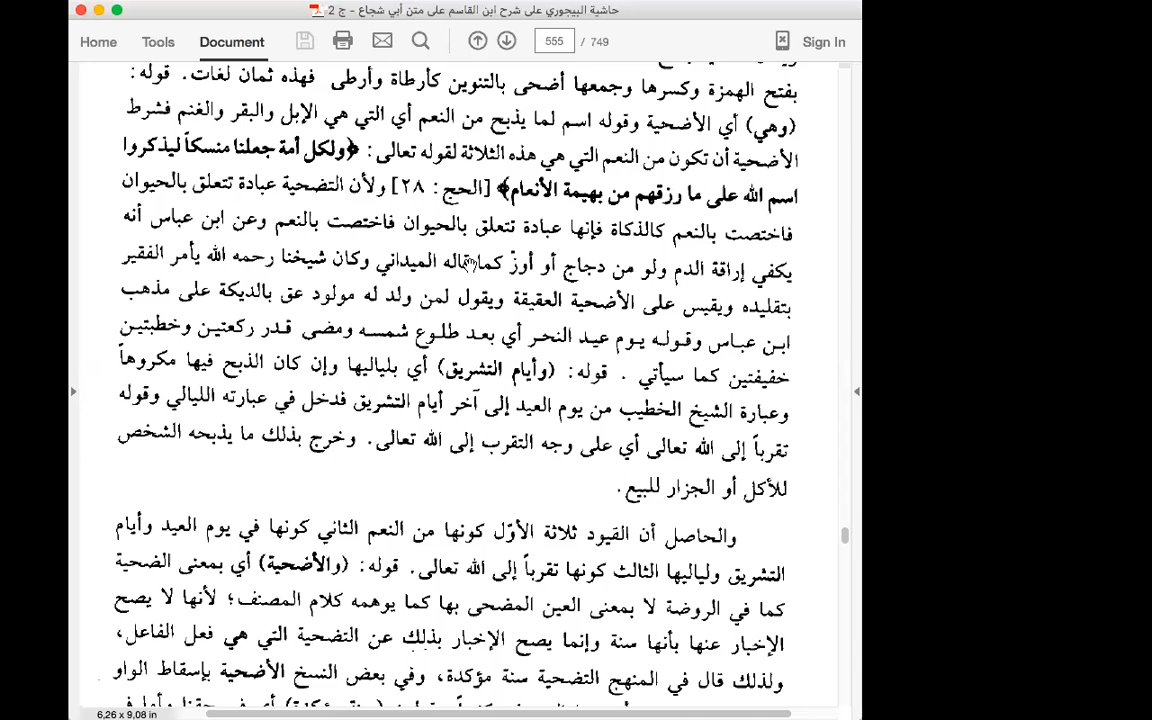 حاشية البيجوري على شرح ابن القاسم على متن أبي شجاع - ج 2
Home Tools Document 555 / 749 Sign In
بفتح الهمزة وكسرها وجمعها أضحى بالتنوين كأرطاة وأرطى فهذه ثمان لغات. قوله:
(وهي) أي الأضحية وقوله اسم لما يذبح من النعم أي التي هي الإبل والبقر والغنم فشرط
الأضحية أن تكون من النعم التي هي هذه الثلاثة لقوله تعالى: ﴿ولكل أمة جعلنا منسكاً ليذكروا
اسم الله على ما رزقهم من بهيمة الأنعام﴾ [الحج: ٢٨] ولأن التضحية عبادة تتعلق بالحيوان
فاختصت بالنعم كالذكاة فإنها عبادة تتعلق بالحيوان فاختصت بالنعم وعن ابن عباس أنه
يكفي إراقة الدم ولو من دجاج أو أوزّ كما قاله الميداني وكان شيخنا رحمه الله يأمر الفقير
بتقليده ويقيس على الأضحية العقيقة ويقول لمن ولد له مولود عق بالديكة على مذهب
ابن عباس وقوله يوم عيد النحر أي بعد طلوع شمسه ومضى قدر ركعتين وخطبتين
خفيفتين كما سيأتي . قوله: (وأيام التشريق) أي بلياليها وإن كان الذبح فيها مكروهاً
وعبارة الشيخ الخطيب من يوم العيد إلى آخر أيام التشريق فدخل في عبارته الليالي وقوله
تقرباً إلى الله تعالى أي على وجه التقرب إلى الله تعالى. وخرج بذلك ما يذبحه الشخص
للأكل أو الجزار للبيع.
والحاصل أن القيود ثلاثة الأوّل كونها من النعم الثاني كونها في يوم العيد وأيام
التشريق ولياليها الثالث كونها تقرباً إلى الله تعالى. قوله: (والأضحية) أي بمعنى الضحية
كما في الروضة لا بمعنى العين المضحى بها كما يوهمه كلام المصنف؛ لأنها لا يصح
الإخبار عنها بأنها سنة وإنما يصح الإخبار بذلك عن التضحية التي هي فعل الفاعل،
ولذلك قال في المنهج التضحية سنة مؤكدة، وفي بعض النسخ الأضحية بإسقاط الواو
6,26 x 9,08 in